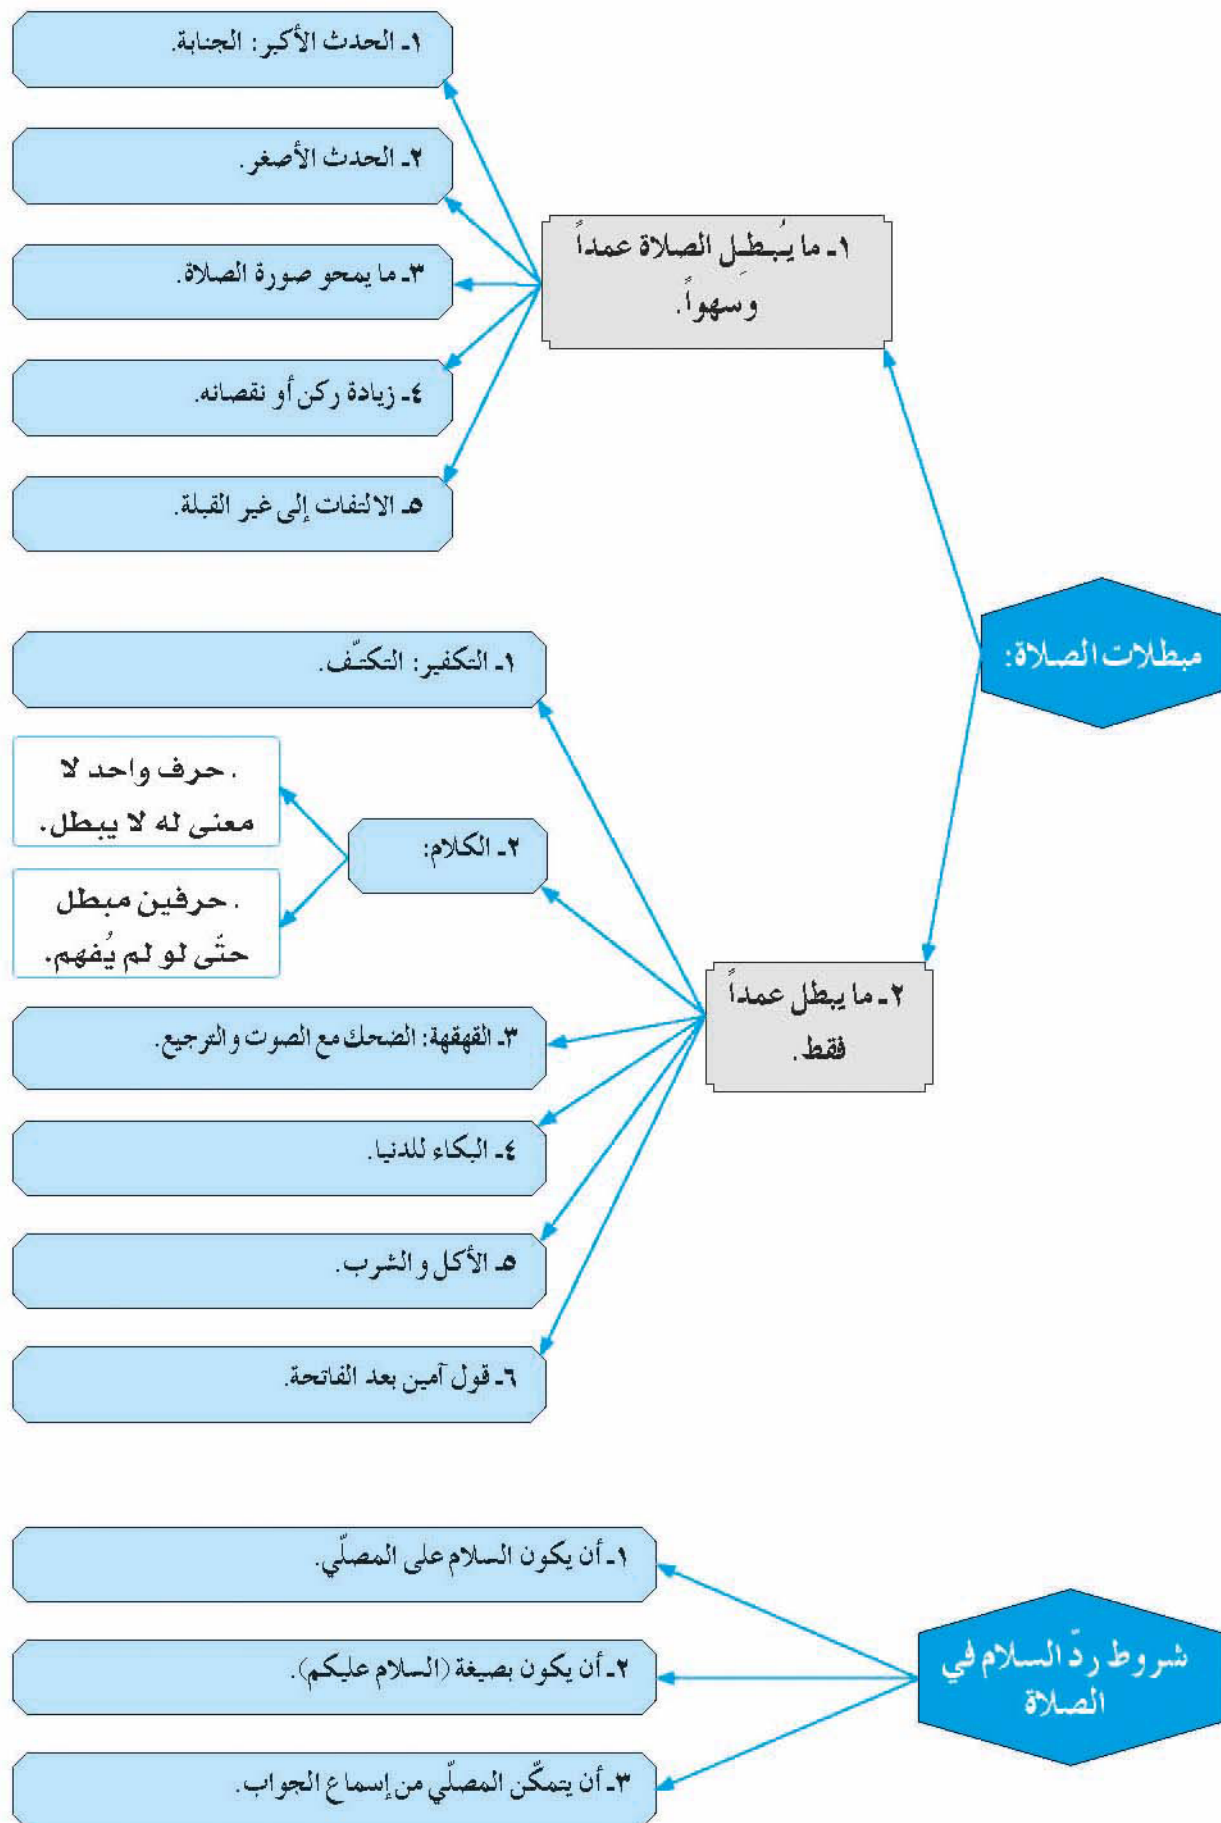 مبطلات الصلاة:
١ـ ما يُبطِل الصلاة عمداً
وسهواً.
١ـ الحدث الأكبر: الجنابة.
٢ـ الحدث الأصغر.
٣ـ ما يمحو صورة الصلاة.
٤ـ زيادة ركن أو نقصانه.
٥ـ الالتفات إلى غير القبلة.
٢ـ ما يبطل عمداً
فقط.
١ـ التكفير: التكتّف.
٢ـ الكلام:
. حرف واحد لا
معنى له لا يبطل.
. حرفين مبطل
حتّى لو لم يُفهم.
٣ـ القهقهة: الضحك مع الصوت والترجيع.
٤ـ البكاء للدنيا.
٥ـ الأكل و الشرب.
٦ـ قول آمين بعد الفاتحة.
شروط ردّ السلام في
الصلاة
١ـ أن يكون السلام على المصلّي.
٢ـ أن يكون بصيغة (السلام عليكم).
٣ـ أن يتمكّن المصلّي من إسماع الجواب.